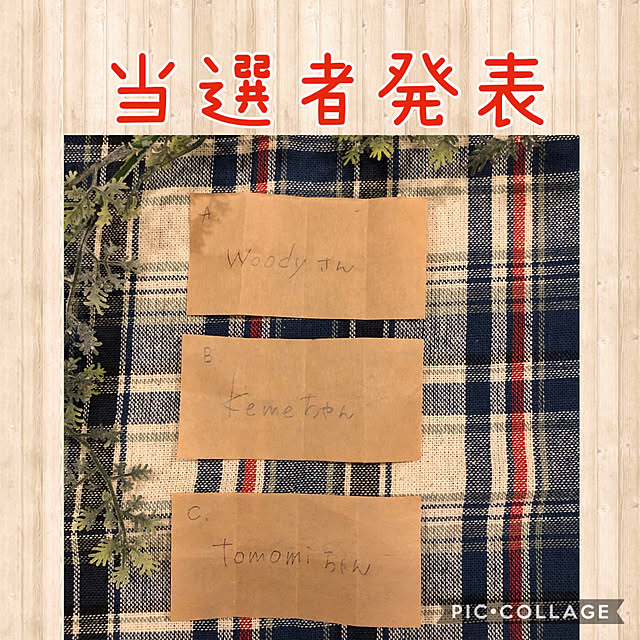 当選者発表
A.
Woodyさん
B.
Kemeちゃん
C.
tomomiちゃん
PIC•COLLAGE